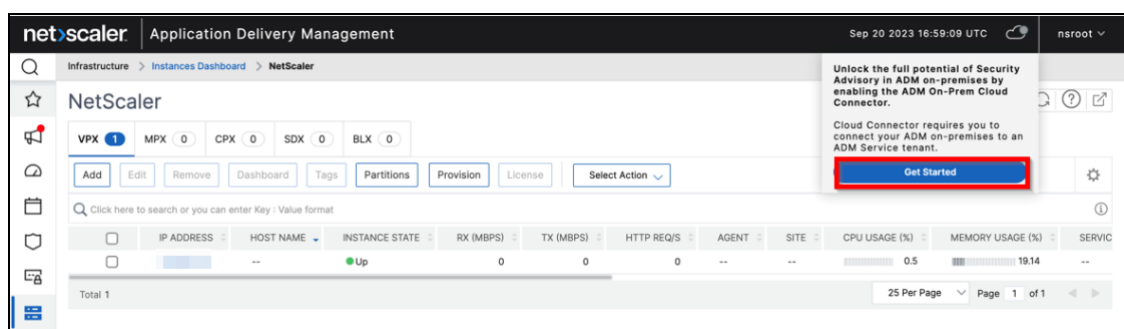 net>scaler. Application Delivery Management Sep 20 2023 16:59:09 UTC nsroot
Infrastructure > Instances Dashboard > NetScaler
Unlock the full potential of Security
Advisory in ADM on-premises by
enabling the ADM On-Prem Cloud
Connector.
Cloud Connector requires you to
connect your ADM on-premises to an
ADM Service tenant.
Get Started
NetScaler
VPX 1 MPX 0 CPX 0 SDX 0 BLX 0
Add Edit Remove Dashboard Tags Partitions Provision License Select Action
Click here to search or you can enter Key : Value format
IP ADDRESS HOST NAME INSTANCE STATE RX (MBPS) TX (MBPS) HTTP REQ/S AGENT SITE CPU USAGE (%) MEMORY USAGE (%) SERVIC
-- Up 0 0 0 -- -- 0.5 19.14 --
Total 1 25 Per Page Page 1 of 1